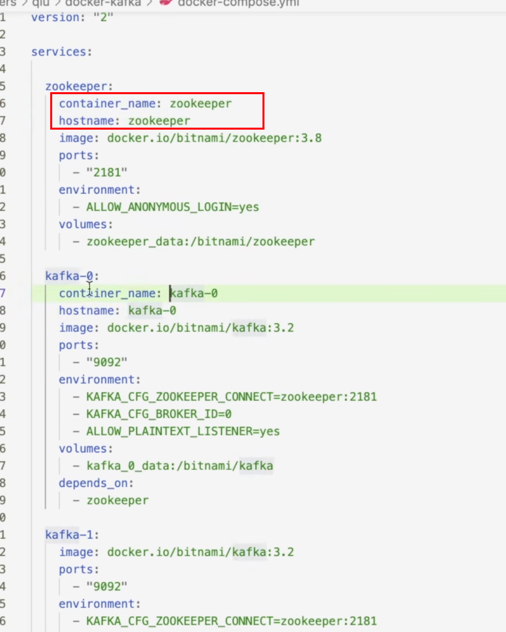 ers > qiu > docker-kafka > docker-compose.yml
1 version: "2"
2
3 services:
4
5 zookeeper:
6 container_name: zookeeper
7 hostname: zookeeper
8 image: docker.io/bitnami/zookeeper:3.8
9 ports:
0 - "2181"
1 environment:
2 - ALLOW_ANONYMOUS_LOGIN=yes
3 volumes:
4 - zookeeper_data:/bitnami/zookeeper
5
6 kafka-0:
7 container_name: kafka-0
8 hostname: kafka-0
9 image: docker.io/bitnami/kafka:3.2
0 ports:
1 - "9092"
2 environment:
3 - KAFKA_CFG_ZOOKEEPER_CONNECT=zookeeper:2181
4 - KAFKA_CFG_BROKER_ID=0
5 - ALLOW_PLAINTEXT_LISTENER=yes
6 volumes:
7 - kafka_0_data:/bitnami/kafka
8 depends_on:
9 - zookeeper
0
1 kafka-1:
2 image: docker.io/bitnami/kafka:3.2
3 ports:
4 - "9092"
5 environment:
6 - KAFKA_CFG_ZOOKEEPER_CONNECT=zookeeper:2181